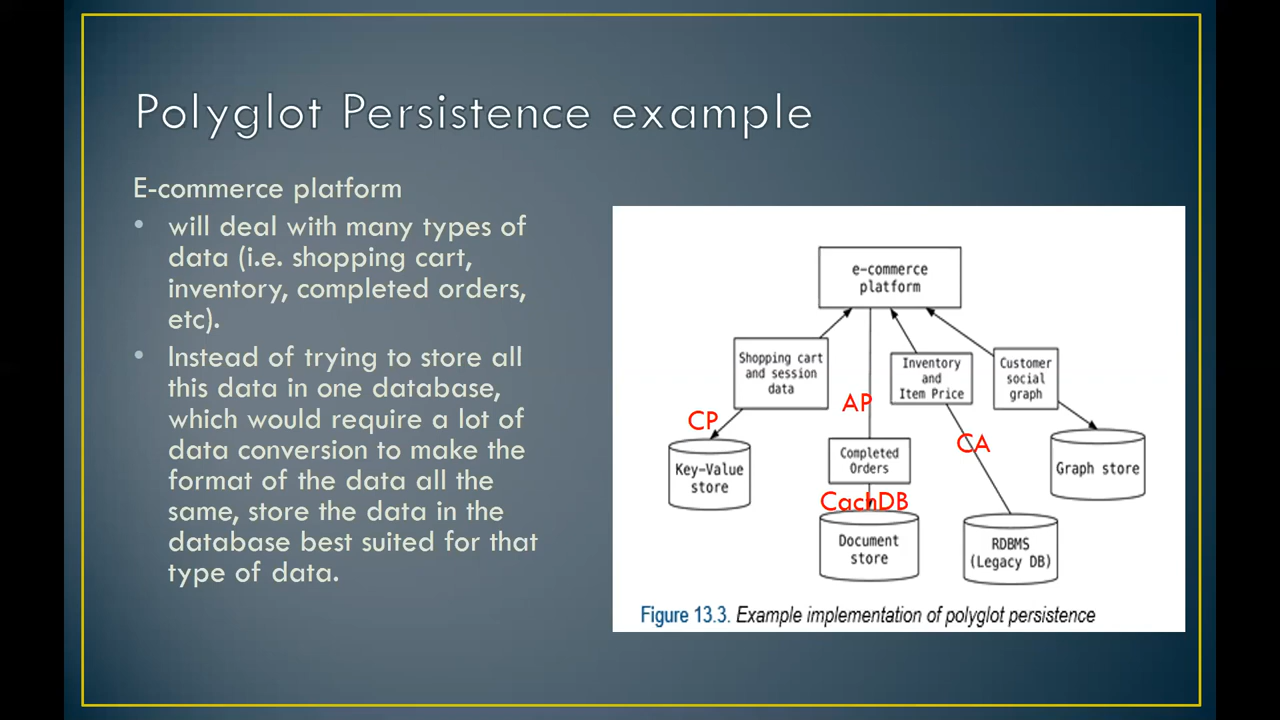 Polyglot Persistence example
E-commerce platform
• will deal with many types of
data (i.e. shopping cart,
inventory, completed orders,
etc).
• Instead of trying to store all
this data in one database,
which would require a lot of
data conversion to make the
format of the data all the
same, store the data in the
database best suited for that
type of data.
e-commerce
platform
Shopping cart
and session
data
Inventory
and
Item Price
Customer
social
graph
AP
CP
CA
Key-Value
store
Completed
Orders
Graph store
CachDB
Document
store
RDBMS
(Legacy DB)
Figure 13.3. Example implementation of polyglot persistence